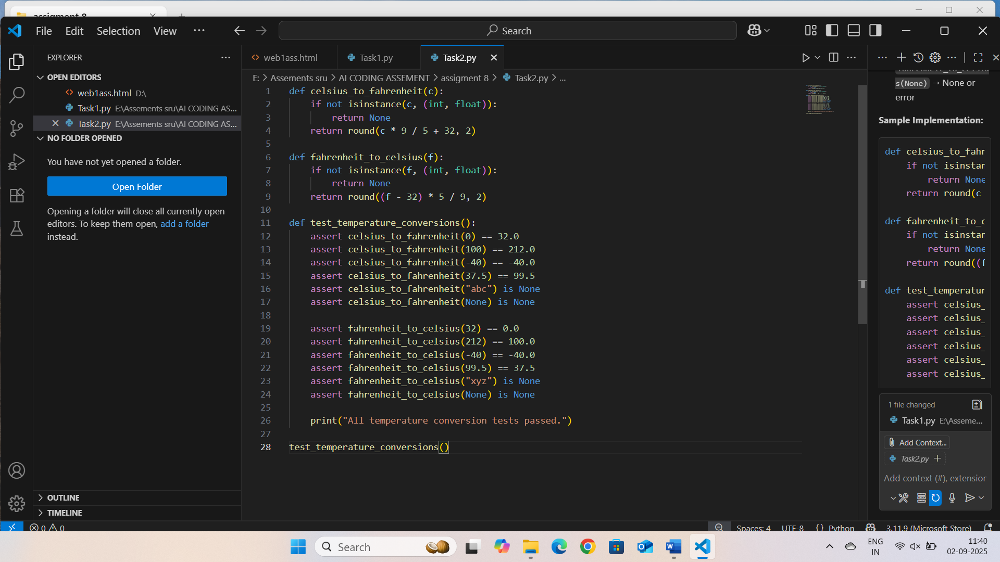 assigment 8
File Edit Selection View ... Search
EXPLORER
OPEN EDITORS
web1ass.html D:\
Task1.py E:\Assements sru\AI CODING AS...
Task2.py E:\Assements sru\AI CODING AS...
NO FOLDER OPENED
You have not yet opened a folder.
Open Folder
Opening a folder will close all currently open
editors. To keep them open, add a folder
instead.
OUTLINE
TIMELINE
web1ass.html Task1.py Task2.py
E: > Assements sru > AI CODING ASSEMENT > assigment 8 > Task2.py > ...
1 def celsius_to_fahrenheit(c):
2     if not isinstance(c, (int, float)):
3         return None
4     return round(c * 9 / 5 + 32, 2)
5
6 def fahrenheit_to_celsius(f):
7     if not isinstance(f, (int, float)):
8         return None
9     return round((f - 32) * 5 / 9, 2)
10
11 def test_temperature_conversions():
12     assert celsius_to_fahrenheit(0) == 32.0
13     assert celsius_to_fahrenheit(100) == 212.0
14     assert celsius_to_fahrenheit(-40) == -40.0
15     assert celsius_to_fahrenheit(37.5) == 99.5
16     assert celsius_to_fahrenheit("abc") is None
17     assert celsius_to_fahrenheit(None) is None
18
19     assert fahrenheit_to_celsius(32) == 0.0
20     assert fahrenheit_to_celsius(212) == 100.0
21     assert fahrenheit_to_celsius(-40) == -40.0
22     assert fahrenheit_to_celsius(99.5) == 37.5
23     assert fahrenheit_to_celsius("xyz") is None
24     assert fahrenheit_to_celsius(None) is None
25
26     print("All temperature conversion tests passed.")
27
28 test_temperature_conversions()
fahrenheit_to_celsiu
s(None) → None or
error
Sample Implementation:
def celsius_to_fahr
if not isinstar
return None
return round(c
def fahrenheit_to_c
if not isinstar
return None
return round((f
def test_temperatur
assert celsius_
assert celsius_
assert celsius_
assert celsius_
assert celsius_
assert celsius_
1 file changed
Task1.py E:\Asseme...
Add Context...
Task2.py +
Add context (#), extensior
0 0 Spaces: 4 UTF-8 {} Python 3.11.9 (Microsoft Store)
Search
ENG
IN
11:40
02-09-2025